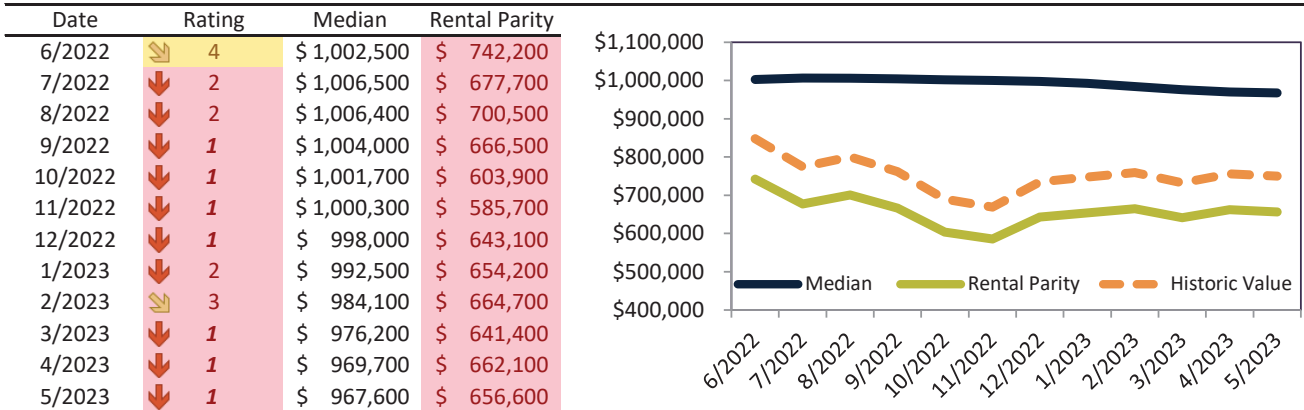 Date Rating Median Rental Parity
6/2022 4 $ 1,002,500 $ 742,200
7/2022 2 $ 1,006,500 $ 677,700
8/2022 2 $ 1,006,400 $ 700,500
9/2022 1 $ 1,004,000 $ 666,500
10/2022 1 $ 1,001,700 $ 603,900
11/2022 1 $ 1,000,300 $ 585,700
12/2022 1 $ 998,000 $ 643,100
1/2023 2 $ 992,500 $ 654,200
2/2023 3 $ 984,100 $ 664,700
3/2023 1 $ 976,200 $ 641,400
4/2023 1 $ 969,700 $ 662,100
5/2023 1 $ 967,600 $ 656,600
$1,100,000
$1,000,000
$900,000
$800,000
$700,000
$600,000
$500,000
$400,000
Median Rental Parity Historic Value
6/2022 7/2022 8/2022 9/2022 10/2022 11/2022 12/2022 1/2023 2/2023 3/2023 4/2023 5/2023